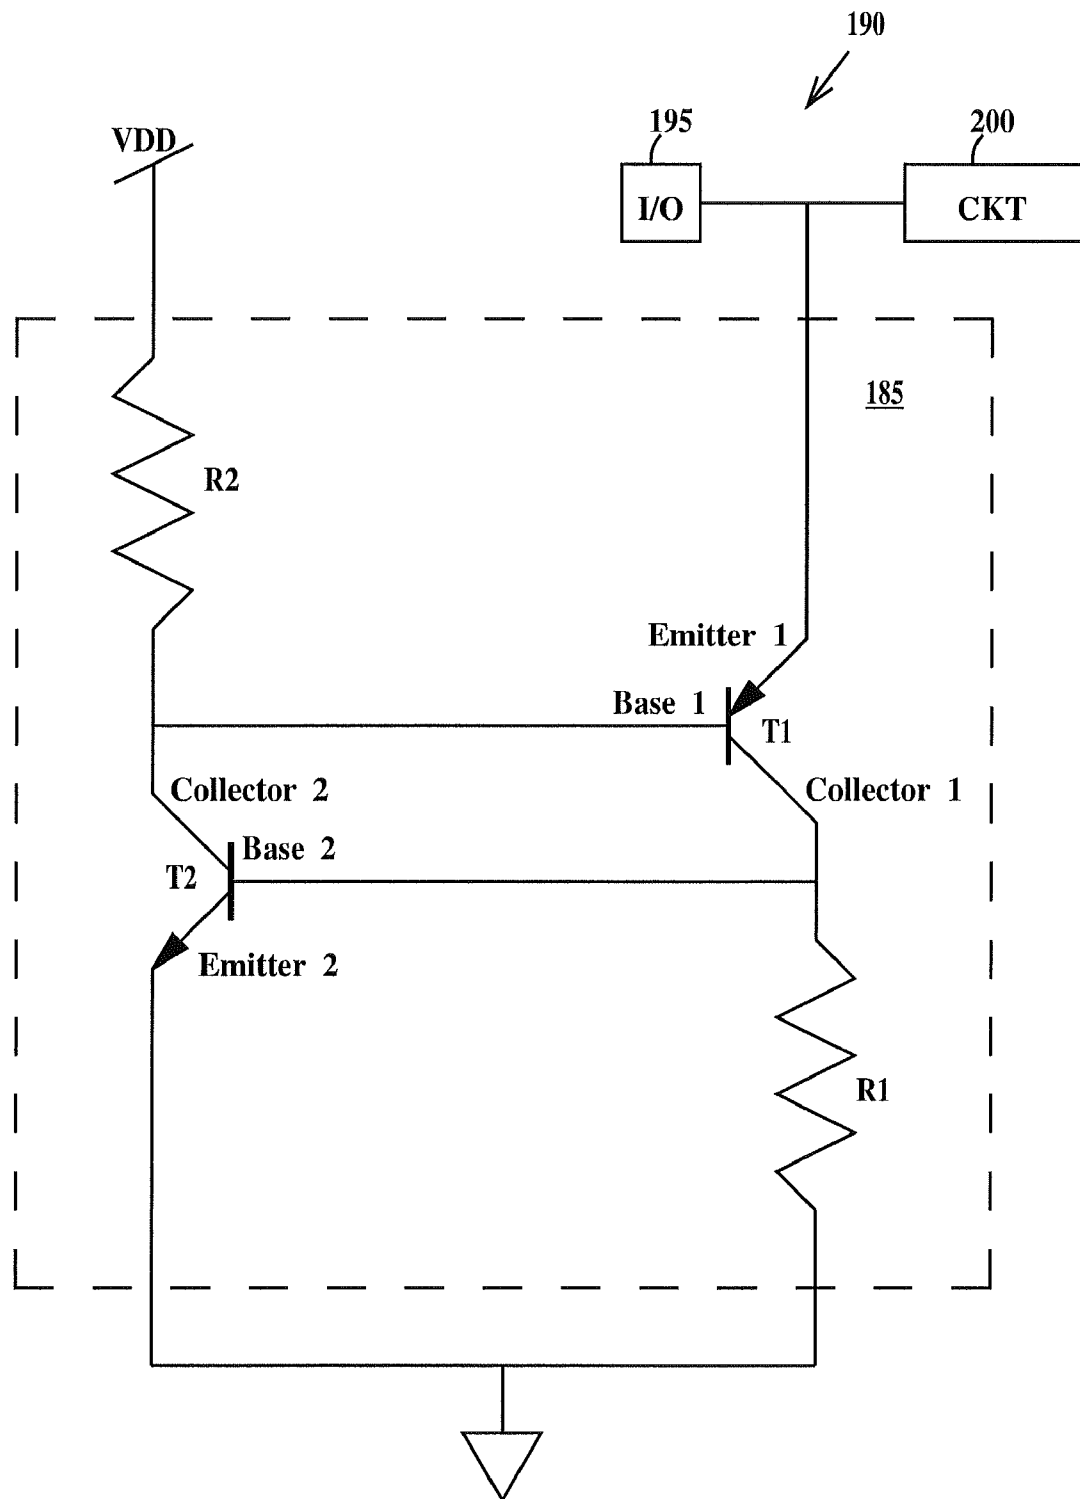 190
195
200
VDD
I/O
CKT
185
R2
Emitter 1
Base 1
T1
Collector 2
Collector 1
Base 2
T2
Emitter 2
R1